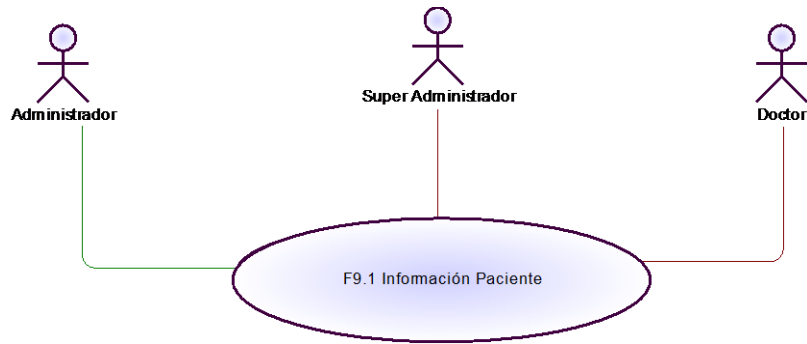 Super Administrador
Administrador
Doctor
F9.1 Información Paciente